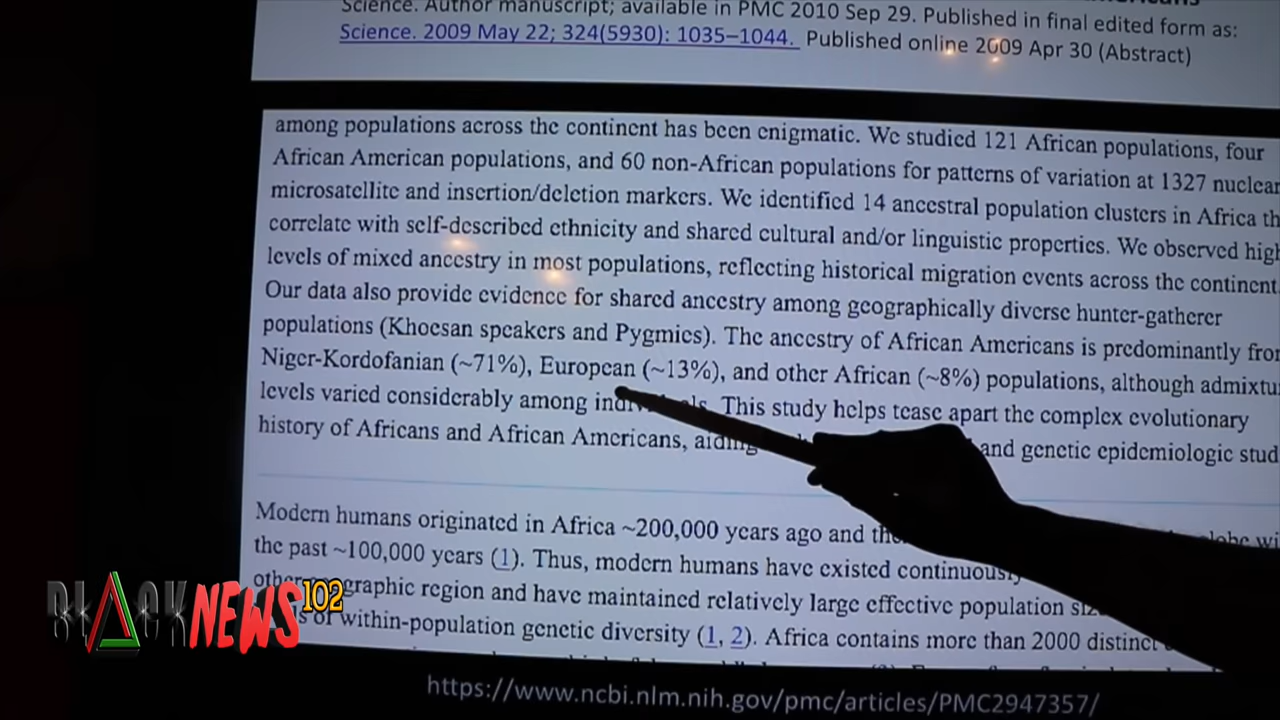 Science. Author manuscript; available in PMC 2010 Sep 29. Published in final edited form as:
Science. 2009 May 22; 324(5930): 1035–1044. Published online 2009 Apr 30 (Abstract)
among populations across the continent has been enigmatic. We studied 121 African populations, four
African American populations, and 60 non-African populations for patterns of variation at 1327 nuclear
microsatellite and insertion/deletion markers. We identified 14 ancestral population clusters in Africa th
correlate with self-described ethnicity and shared cultural and/or linguistic properties. We observed high
levels of mixed ancestry in most populations, reflecting historical migration events across the continent.
Our data also provide evidence for shared ancestry among geographically diverse hunter-gatherer
populations (Khoesan speakers and Pygmies). The ancestry of African Americans is predominantly from
Niger-Kordofanian (~71%), European (~13%), and other African (~8%) populations, although admixtu
levels varied considerably among This study helps tease apart the complex evolutionary
history of Africans and African Americans, aiding and genetic epidemiologic stud
Modern humans originated in Africa ~200,000 years ago and
the past ~100,000 years (1). Thus, modern humans have existed continuously
geographic region and have maintained relatively large effective population
of within-population genetic diversity (1, 2). Africa contains more than 2000 distinct
BLACK NEWS 102
https://www.ncbi.nlm.nih.gov/pmc/articles/PMC2947357/